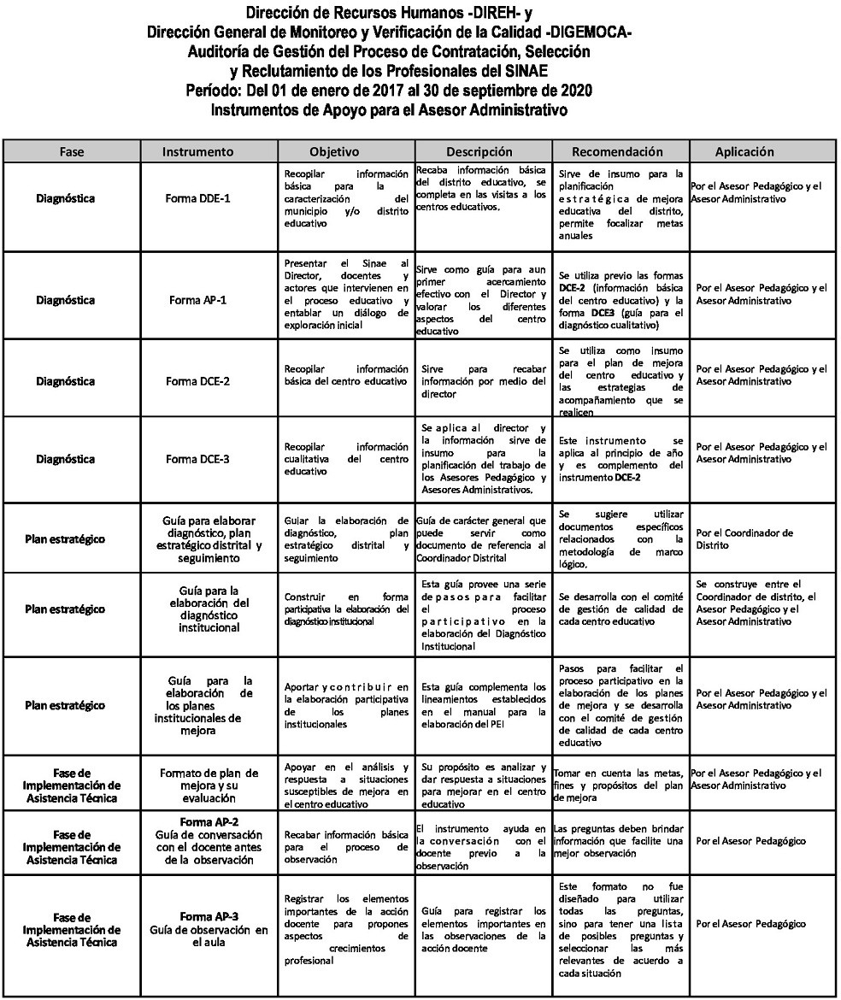 Dirección de Recursos Humanos -DIREH- y
Dirección General de Monitoreo y Verificación de la Calidad -DIGEMOCA-
Auditoría de Gestión del Proceso de Contratación, Selección
y Reclutamiento de los Profesionales del SINAE
Período: Del 01 de enero de 2017 al 30 de septiembre de 2020
Instrumentos de Apoyo para el Asesor Administrativo
Fase Instrumento Objetivo Descripción Recomendación Aplicación
Diagnóstica
Forma DDE-1
Recopilar información
básica para la
caracterización del
municipio y/o distrito
educativo
Recaba información básica
del distrito educativo, se
completa en las visitas a los
centros educativos.
Sirve de insumo para la
planificación
estratégica de mejora
educativa del distrito,
permite focalizar metas
anuales
Por el Asesor Pedagógico y el
Asesor Administrativo
Diagnóstica
Forma AP-1
Presentar el Sinae al
Director, docentes y
actores que intervienen en
el proceso educativo y
entablar un diálogo de
exploración inicial
Sirve como guía para aun
primer acercamiento
efectivo con el Director y
valorar los diferentes
aspectos del centro
educativo
Se utiliza previo las formas
DCE-2 (información básica
del centro educativo) y la
forma DCE3 (guía para el
diagnóstico cualitativo)
Por el Asesor Pedagógico y el
Asesor Administrativo
Diagnóstica
Forma DCE-2
Recopilar información
básica del centro educativo
Sirve para recabar
información por medio del
director
Se utiliza como insumo
para el plan de mejora
del centro educativo y
las estrategias de
acompañamiento que se
realicen
Por el Asesor Pedagógico y el
Asesor Administrativo
Diagnóstica
Forma DCE-3
Recopilar información
cualitativa del centro
educativo
Se aplica al director y
la información sirve de
insumo para la
planificación del trabajo de
los Asesores Pedagógico y
Asesores Administrativos.
Este instrumento se
aplica al principio de año
y es complemento del
instrumento DCE-2
Por el Asesor Pedagógico y el
Asesor Administrativo
Plan estratégico
Guía para elaborar
diagnóstico, plan
estratégico distrital y
seguimiento
Guiar la elaboración de
diagnóstico, plan
estratégico distrital y
seguimiento
Guía de carácter general que
puede servir como
documento de referencia al
Coordinador Distrital
Se sugiere utilizar
documentos específicos
relacionados con la
metodología de marco
lógico.
Por el Coordinador de
Distrito
Plan estratégico
Guía para la
elaboración del
diagnóstico
institucional
Construir en forma
participativa la elaboración del
diagnóstico institucional
Esta guía provee una serie
de pasos para facilitar
el proceso
participativo en la
elaboración del Diagnóstico
Institucional
Se desarrolla con el comité
de gestión de calidad de
cada centro educativo
Se construye entre el
Coordinador de distrito, el
Asesor Pedagógico y el
Asesor Administrativo
Plan estratégico
Guía para la
elaboración de
los planes
institucionales de
mejora
Aportar y contribuir en
la elaboración participativa
de los planes
institucionales
Esta guía complementa los
lineamientos establecidos
en el manual para la
elaboración del PEI
Pasos para facilitar el
proceso participativo en la
elaboración de los planes
de mejora y se desarrolla
con el comité de gestión
de calidad de cada centro
educativo
Por el Asesor Pedagógico y el
Asesor Administrativo
Fase de
Implementación de
Asistencia Técnica
Formato de plan de
mejora y su
evaluación
Apoyar en el análisis y
respuesta a situaciones
susceptibles de mejora en
el centro educativo
Su propósito es analizar y
dar respuesta a situaciones
para mejorar en el centro
educativo
Tomar en cuenta las metas,
fines y propósitos del plan
de mejora
Por el Asesor Pedagógico y el
Asesor Administrativo
Fase de
Implementación de
Asistencia Técnica
Forma AP-2
Guía de conversación
con el docente antes
de la observación
Recabar información básica
para el proceso de
observación
El instrumento ayuda en
la conversación con el
docente previo a la
observación
Las preguntas deben brindar
información que facilite una
mejor observación
Por el Asesor Pedagógico
Fase de
Implementación de
Asistencia Técnica
Forma AP-3
Guía de observación en
el aula
Registrar los elementos
importantes de la acción
docente para propones
aspectos de
crecimientos
profesional
Guía para registrar los
elementos importantes en
las observaciones de la
acción docente
Este formato no fue
diseñado para utilizar
todas las preguntas,
sino para tener una lista
de posibles preguntas y
seleccionar las más
relevantes de acuerdo a
cada situación
Por el Asesor Pedagógico